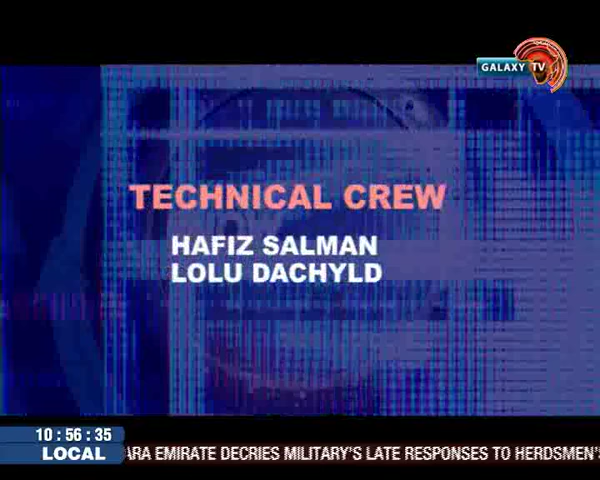 GALAXY TV
TECHNICAL CREW
HAFIZ SALMAN
LOLU DACHYLD
10:56:35
LOCAL
ARA EMIRATE DECRIES MILITARY'S LATE RESPONSES TO HERDSMEN'S